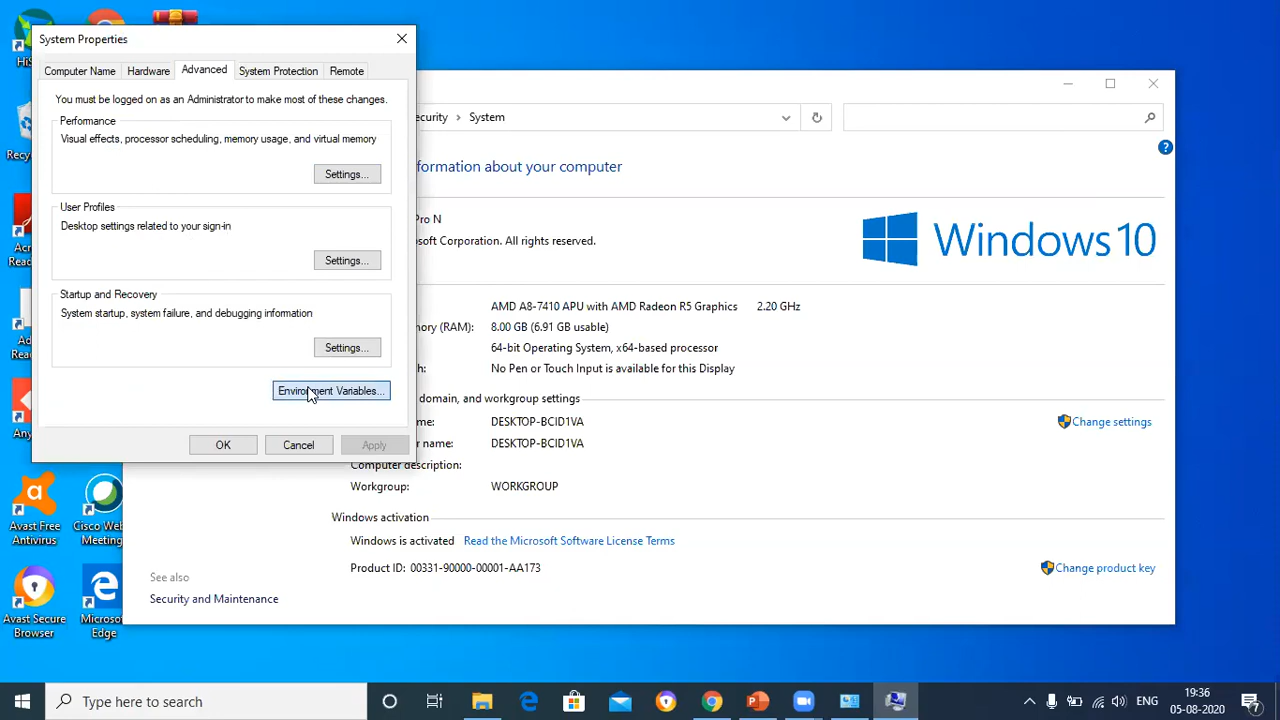 HiS
Recyc
Acr
Read
Ad
Read
Any
Avast Free
Antivirus
Cisco Web
Meeting
Avast Secure
Browser
Microso
Edge
System Properties
Computer Name
Hardware
Advanced
System Protection
Remote
You must be logged on as an Administrator to make most of these changes.
Performance
Visual effects, processor scheduling, memory usage, and virtual memory
Settings...
User Profiles
Desktop settings related to your sign-in
Settings...
Startup and Recovery
System startup, system failure, and debugging information
Settings...
Environment Variables...
OK
Cancel
Apply
ecurity > System
formation about your computer
Pro N
soft Corporation. All rights reserved.
Windows 10
AMD A8-7410 APU with AMD Radeon R5 Graphics 2.20 GHz
mory (RAM): 8.00 GB (6.91 GB usable)
64-bit Operating System, x64-based processor
h: No Pen or Touch Input is available for this Display
domain, and workgroup settings
me: DESKTOP-BCID1VA
Change settings
r name: DESKTOP-BCID1VA
Computer description:
Workgroup: WORKGROUP
Windows activation
Windows is activated Read the Microsoft Software License Terms
Product ID: 00331-90000-00001-AA173
Change product key
See also
Security and Maintenance
Type here to search
ENG
19:36
05-08-2020
7